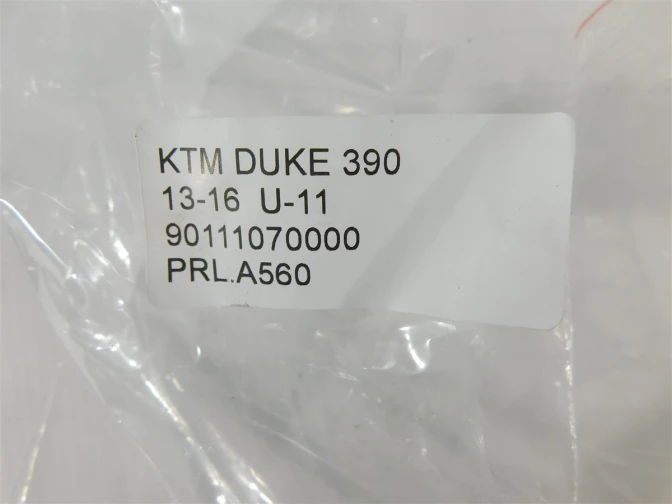 KTM DUKE 390
13-16 U-11
90111070000
PRL.A560